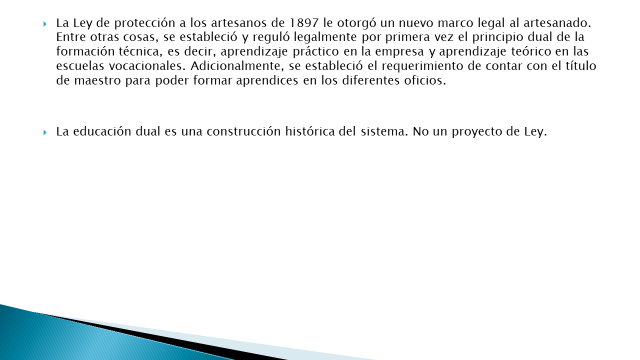 La Ley de protección a los artesanos de 1897 le otorgó un nuevo marco legal al artesanado.
Entre otras cosas, se estableció y reguló legalmente por primera vez el principio dual de la
formación técnica, es decir, aprendizaje práctico en la empresa y aprendizaje teórico en las
escuelas vocacionales. Adicionalmente, se estableció el requerimiento de contar con el título
de maestro para poder formar aprendices en los diferentes oficios.
La educación dual es una construcción histórica del sistema. No un proyecto de Ley.